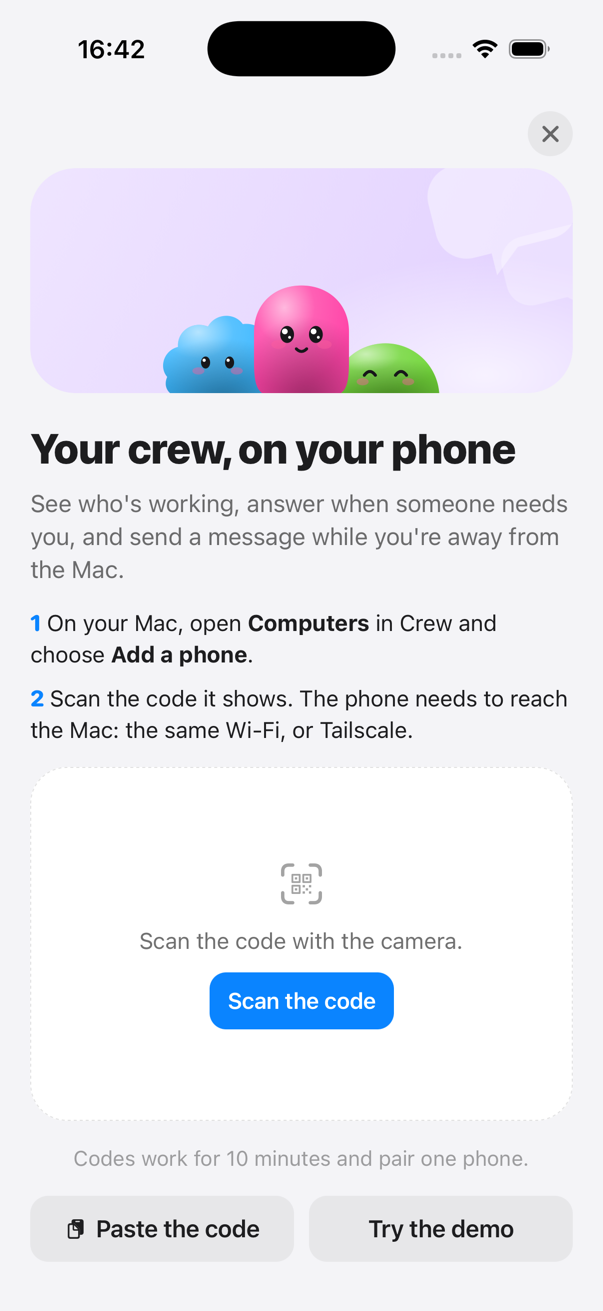 16:42
Your crew, on your phone
See who's working, answer when someone needs
you, and send a message while you're away from
the Mac.
1 On your Mac, open Computers in Crew and
choose Add a phone.
2 Scan the code it shows. The phone needs to reach
the Mac: the same Wi-Fi, or Tailscale.
Scan the code with the camera.
Scan the code
Codes work for 10 minutes and pair one phone.
Paste the code
Try the demo